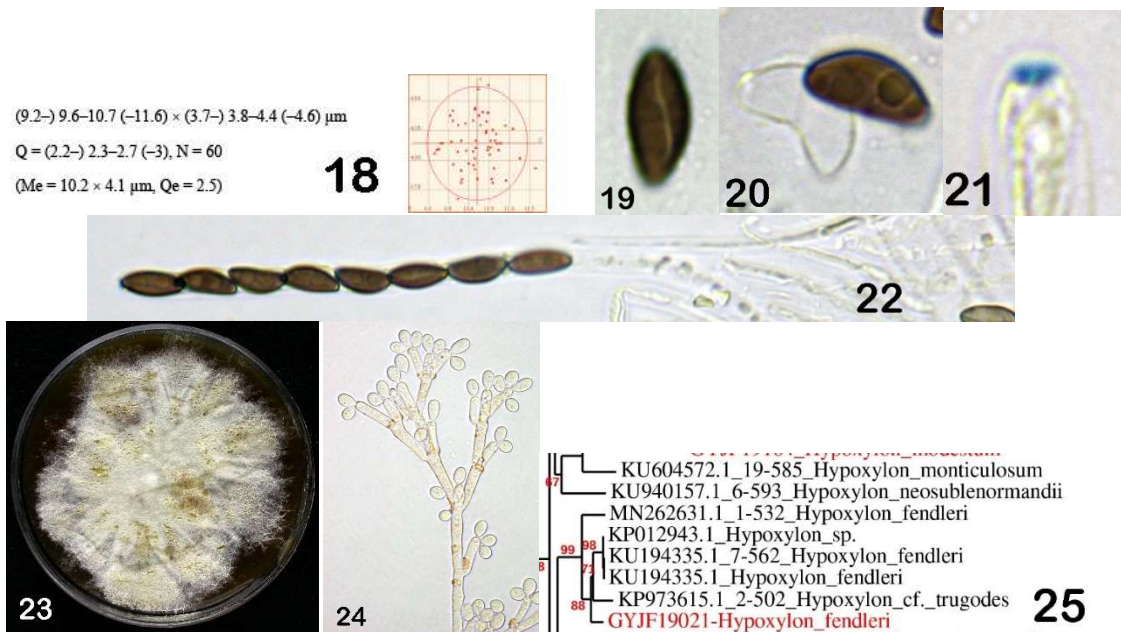 (9.2–) 9.6–10.7 (–11.6) × (3.7–) 3.8–4.4 (–4.6) µm
Q = (2.2–) 2.3–2.7 (–3), N = 60
(Me = 10.2 × 4.1 µm, Qe = 2.5)
18
19
20
21
22
23
24
67
KU604572.1_19-585_Hypoxylon_monticulosum
KU940157.1_6-593_Hypoxylon_neosublenormandii
MN262631.1_1-532_Hypoxylon_fendleri
99
98
KP012943.1_Hypoxylon_sp.
KU194335.1_7-562_Hypoxylon_fendleri
71
KU194335.1_Hypoxylon_fendleri
88
KP973615.1_2-502_Hypoxylon_cf._trugodes
GYJF19021-Hypoxylon_fendleri
25